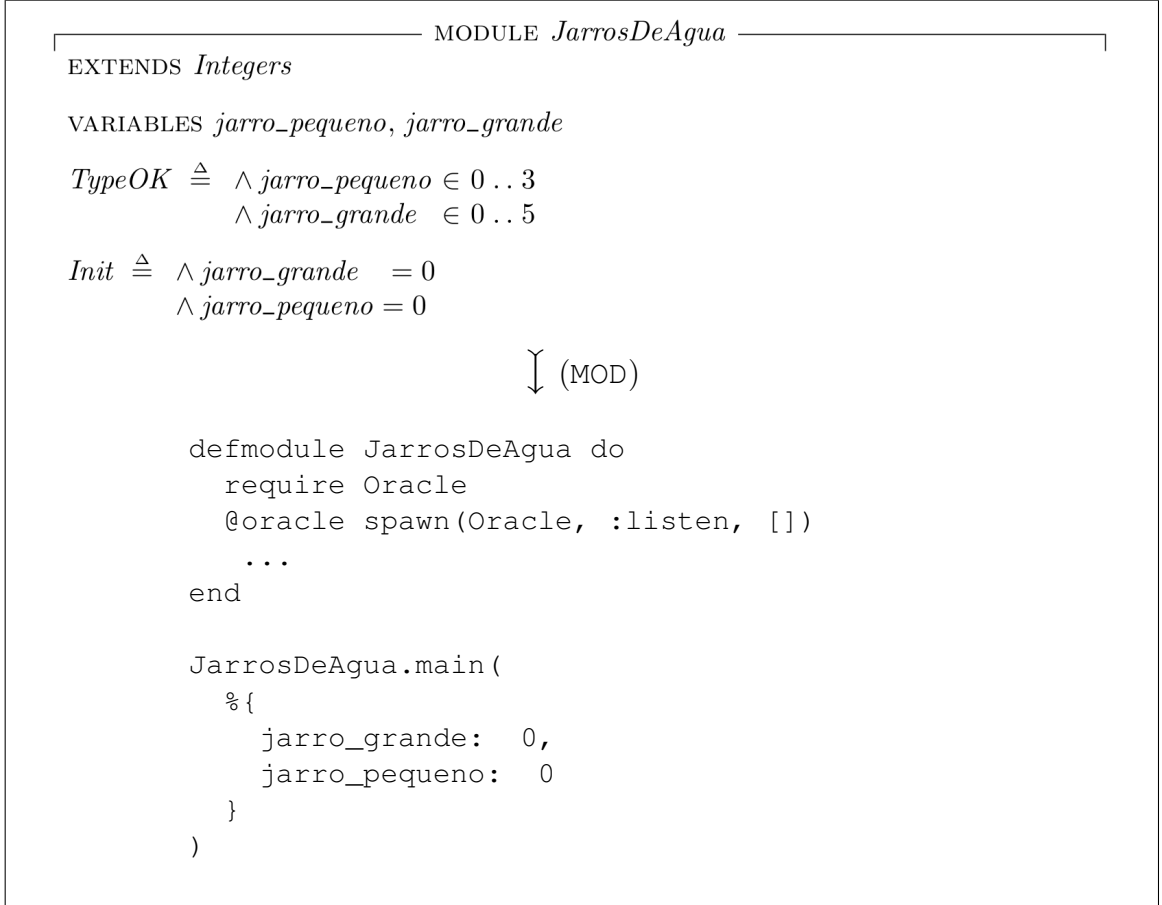 MODULE JarrosDeAgua
EXTENDS Integers
VARIABLES jarro_pequeno, jarro_grande
TypeOK ≜ ∧ jarro_pequeno ∈ 0 . . 3
∧ jarro_grande ∈ 0 . . 5
Init ≜ ∧ jarro_grande = 0
∧ jarro_pequeno = 0
↕ (MOD)
defmodule JarrosDeAgua do
require Oracle
@oracle spawn(Oracle, :listen, [])
...
end
JarrosDeAgua.main(
%{
jarro_grande: 0,
jarro_pequeno: 0
}
)